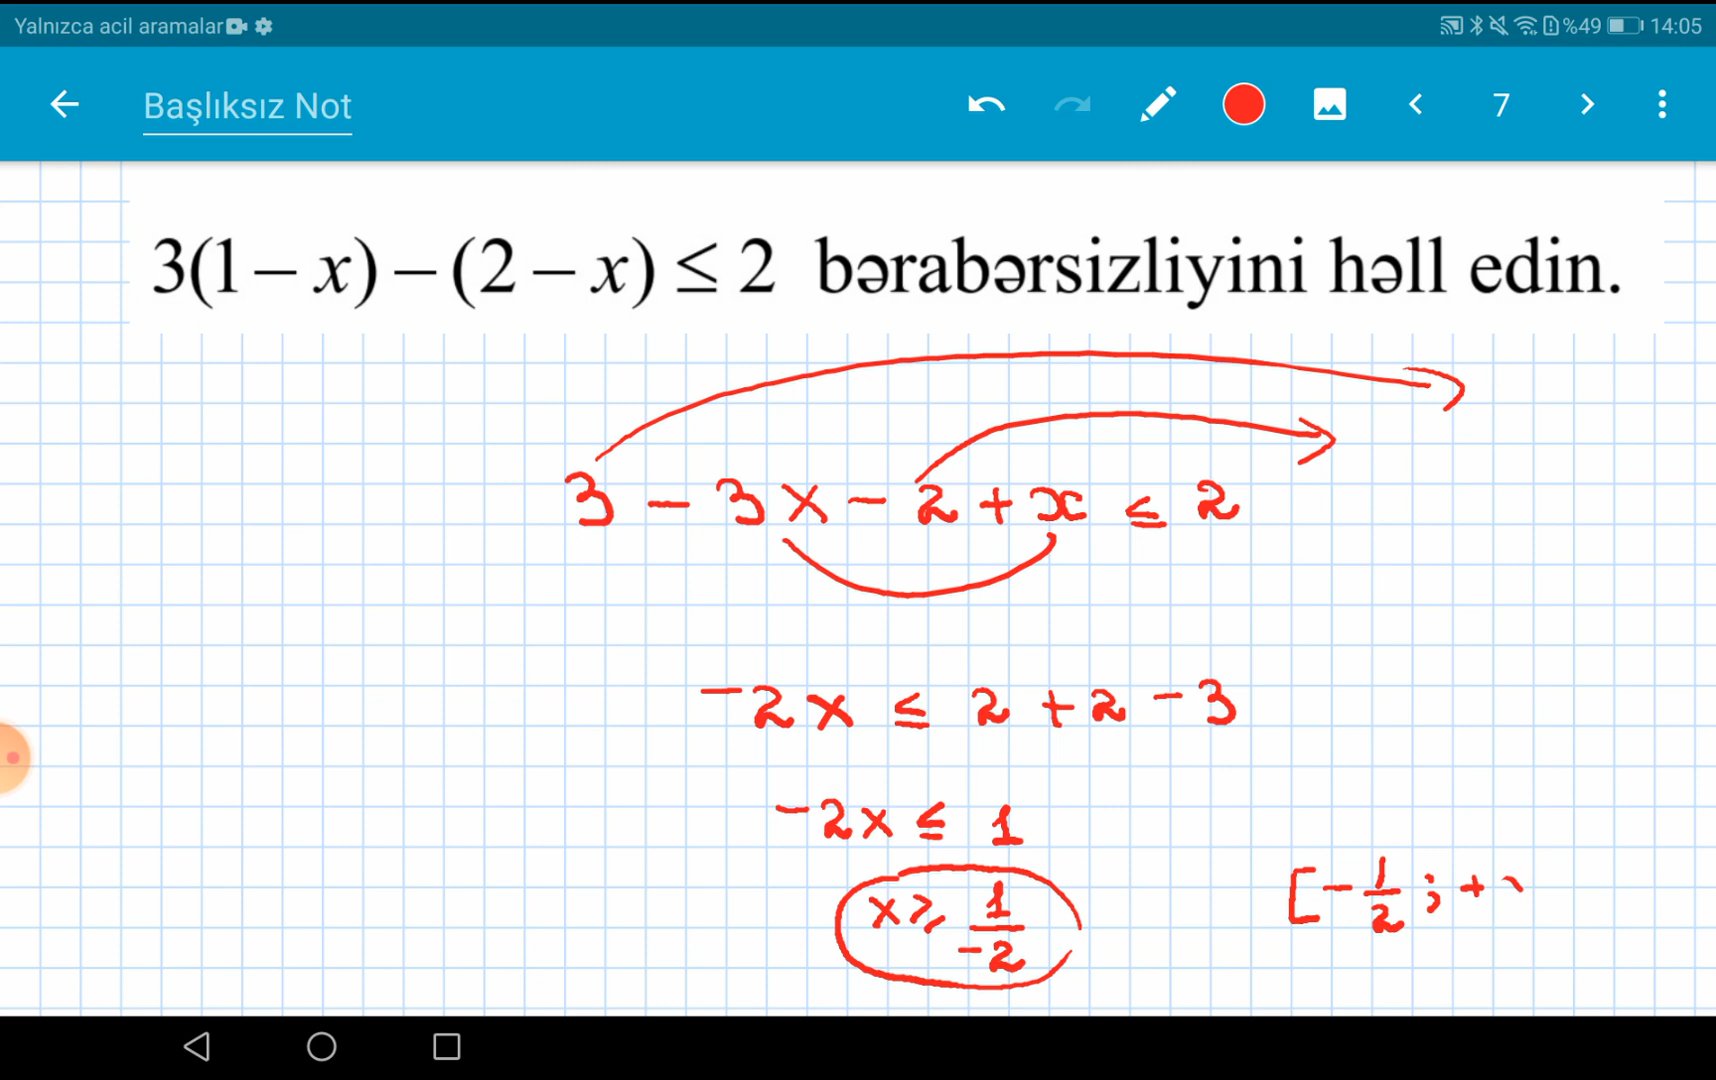 Yalnızca acil aramalar
%49 14:05
Başlıksız Not
7
3(1 – x) – (2 – x) ≤ 2 bərabərsizliyini həll edin.
3 - 3x - 2 + x ≤ 2
-2x ≤ 2 + 2 - 3
-2x ≤ 1
x ≥ 1/-2
[-1/2 ; +